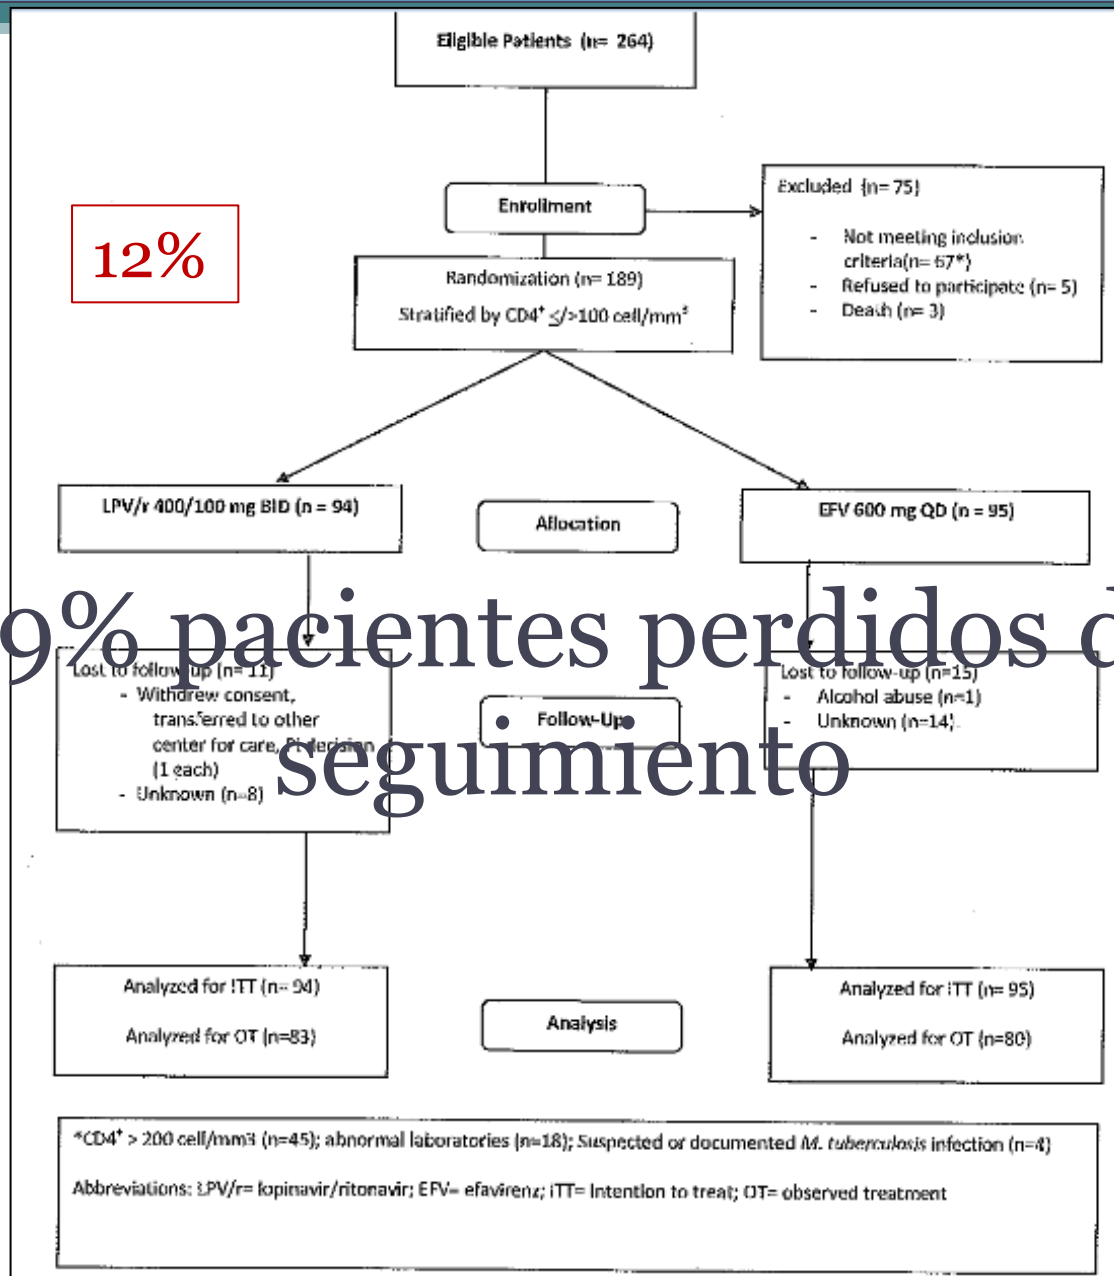 Eligible Patients (n= 264)
Enrollment
Excluded (n= 75)
- Not meeting inclusion
criteria(n= 67*)
- Refused to participate (n= 5)
- Death (n= 3)
12%
Randomization (n= 189)
Stratified by CD4⁺ ≤/>100 cell/mm³
LPV/r 400/100 mg BID (n = 94)
Allocation
EFV 600 mg QD (n = 95)
9% pacientes perdidos d
seguimiento
Lost to follow-up (n= 11)
- Withdrew consent,
transferred to other
center for care, PI decision
(1 each)
- Unknown (n=8)
Follow-Up
Lost to follow-up (n=15)
- Alcohol abuse (n=1)
- Unknown (n=14)
Analyzed for ITT (n= 94)
Analyzed for OT (n=83)
Analysis
Analyzed for ITT (n= 95)
Analyzed for OT (n=80)
*CD4⁺ > 200 cell/mm3 (n=45); abnormal laboratories (n=18); Suspected or documented M. tuberculosis infection (n=4)
Abbreviations: LPV/r= lopinavir/ritonavir; EFV= efavirenz; ITT= Intention to treat; OT= observed treatment